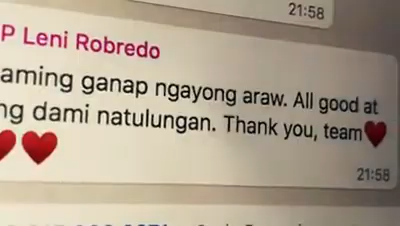 21:58
P Leni Robredo
aming ganap ngayong araw. All good at
ng dami natulungan. Thank you, team❤️
❤️❤️
21:58